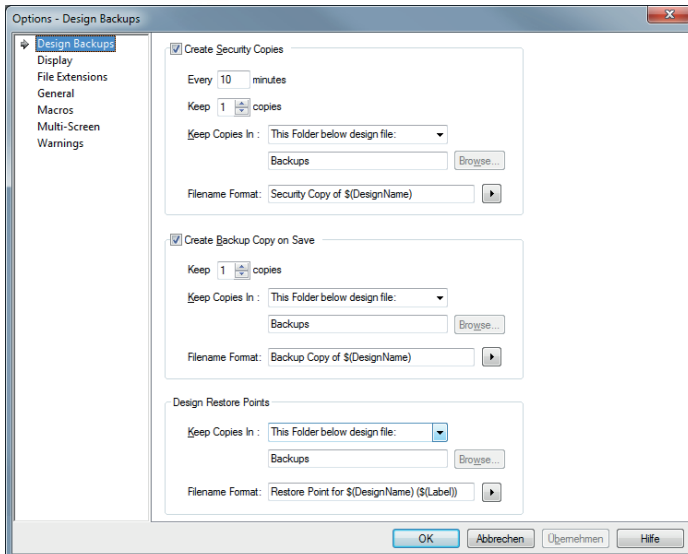 Options - Design Backups
Design Backups
Display
File Extensions
General
Macros
Multi-Screen
Warnings
Create Security Copies
Every 10 minutes
Keep 1 copies
Keep Copies In : This Folder below design file:
Backups Browse...
Filename Format: Security Copy of $(DesignName)
Create Backup Copy on Save
Keep 1 copies
Keep Copies In : This Folder below design file:
Backups Browse...
Filename Format: Backup Copy of $(DesignName)
Design Restore Points
Keep Copies In : This Folder below design file:
Backups Browse...
Filename Format: Restore Point for $(DesignName) ($(Label))
OK Abbrechen Übernehmen Hilfe